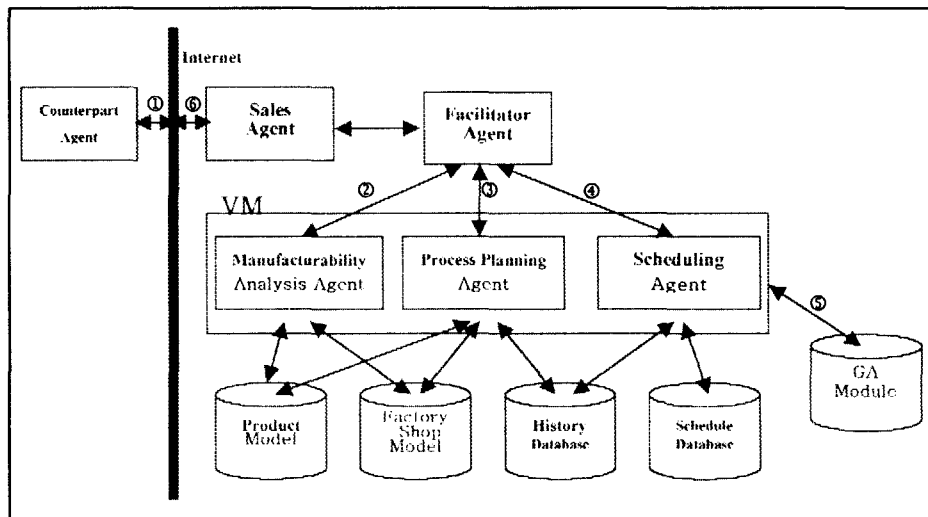 Internet
Counterpart
Agent
①
⑥
Sales
Agent
Facilitator
Agent
②
③
④
VM
Manufacturability
Analysis Agent
Process Planning
Agent
Scheduling
Agent
⑤
Product
Model
Factory
Shop
Model
History
Database
Schedule
Database
GA
Module